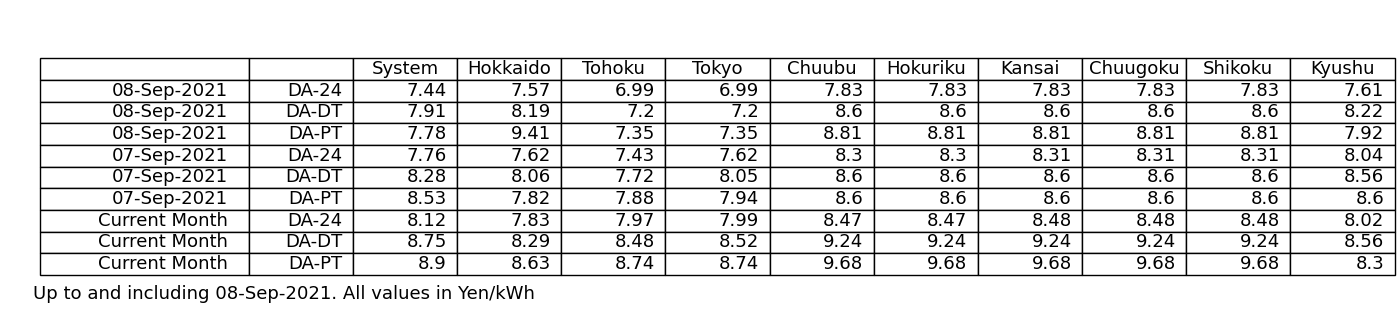 System Hokkaido Tohoku Tokyo Chuubu Hokuriku Kansai Chuugoku Shikoku Kyushu
08-Sep-2021 DA-24 7.44 7.57 6.99 6.99 7.83 7.83 7.83 7.83 7.83 7.61
08-Sep-2021 DA-DT 7.91 8.19 7.2 7.2 8.6 8.6 8.6 8.6 8.6 8.22
08-Sep-2021 DA-PT 7.78 9.41 7.35 7.35 8.81 8.81 8.81 8.81 8.81 7.92
07-Sep-2021 DA-24 7.76 7.62 7.43 7.62 8.3 8.3 8.31 8.31 8.31 8.04
07-Sep-2021 DA-DT 8.28 8.06 7.72 8.05 8.6 8.6 8.6 8.6 8.6 8.56
07-Sep-2021 DA-PT 8.53 7.82 7.88 7.94 8.6 8.6 8.6 8.6 8.6 8.6
Current Month DA-24 8.12 7.83 7.97 7.99 8.47 8.47 8.48 8.48 8.48 8.02
Current Month DA-DT 8.75 8.29 8.48 8.52 9.24 9.24 9.24 9.24 9.24 8.56
Current Month DA-PT 8.9 8.63 8.74 8.74 9.68 9.68 9.68 9.68 9.68 8.3
Up to and including 08-Sep-2021. All values in Yen/kWh